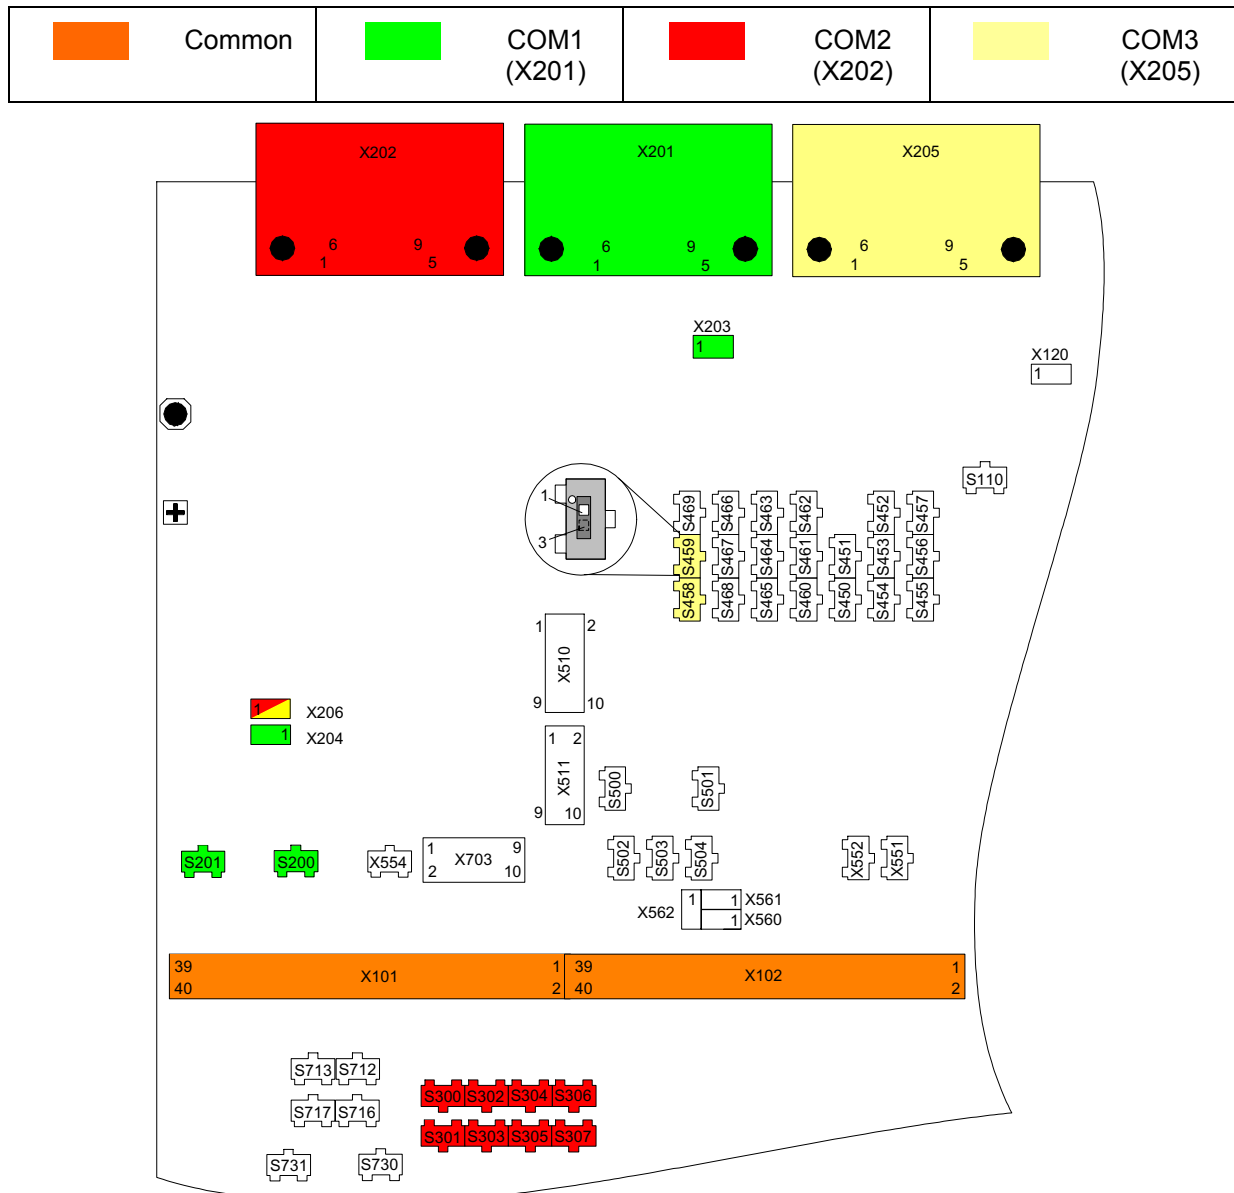 Common
COM1
(X201)
COM2
(X202)
COM3
(X205)
X202
X201
X205
6 9
1 5
6 9
1 5
6 9
1 5
X203
1
X120
1
S110
1
3
S469 S466 S463 S462 S452 S457
S459 S467 S464 S461 S451 S453 S456
S458 S468 S465 S460 S450 S454 S455
1 2
X510
9 10
1 X206
1 X204
1 2
X511
9 10
S500 S501
S201 S200 X554
1 9
X703
2 10
S502 S503 S504 X552 X551
X562 1 1 X561
1 X560
39 1 39 1
X101 X102
40 2 40 2
S713 S712
S300 S302 S304 S306
S717 S716
S301 S303 S305 S307
S731 S730